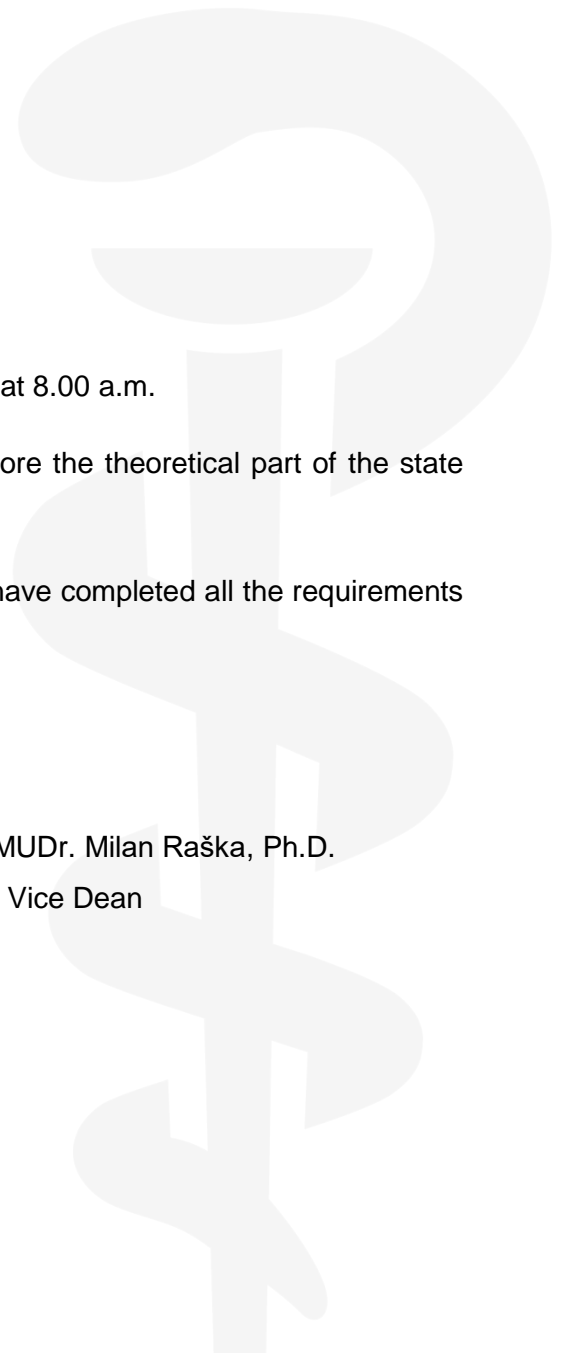 at 8.00 a.m.
ore the theoretical part of the state
have completed all the requirements
MUDr. Milan Raška, Ph.D.
Vice Dean